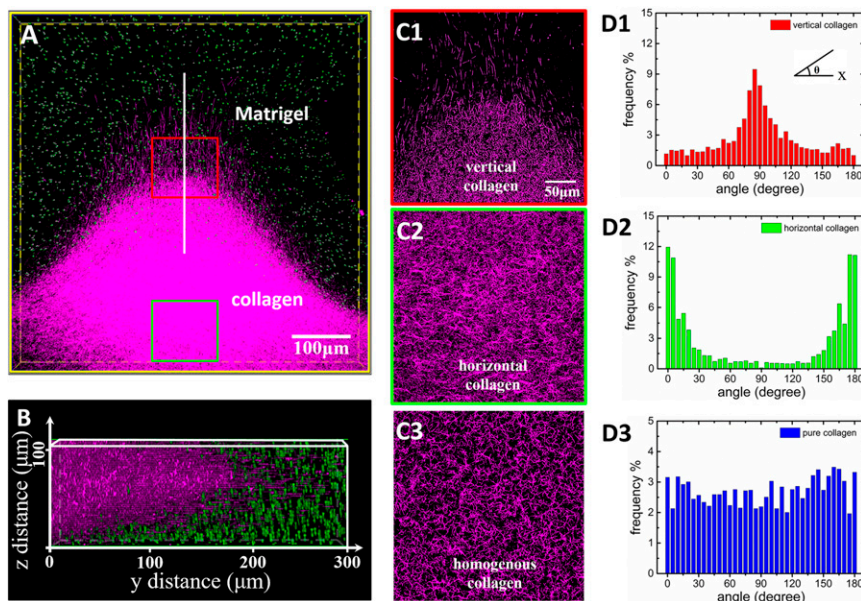 A
Matrigel
collagen
100μm
B
z distance (μm)
100
0
100
200
300
y distance (μm)
C1
vertical
collagen
50μm
C2
horizontal
collagen
C3
homogenous
collagen
D1
vertical collagen
θ
X
frequency %
15
12
9
6
3
0
0 30 60 90 120 150 180
angle (degree)
D2
horizontal collagen
frequency %
15
12
9
6
3
0
0 30 60 90 120 150 180
angle (degree)
D3
pure collagen
frequency %
5
4
3
2
1
0
0 30 60 90 120 150 180
angle (degree)